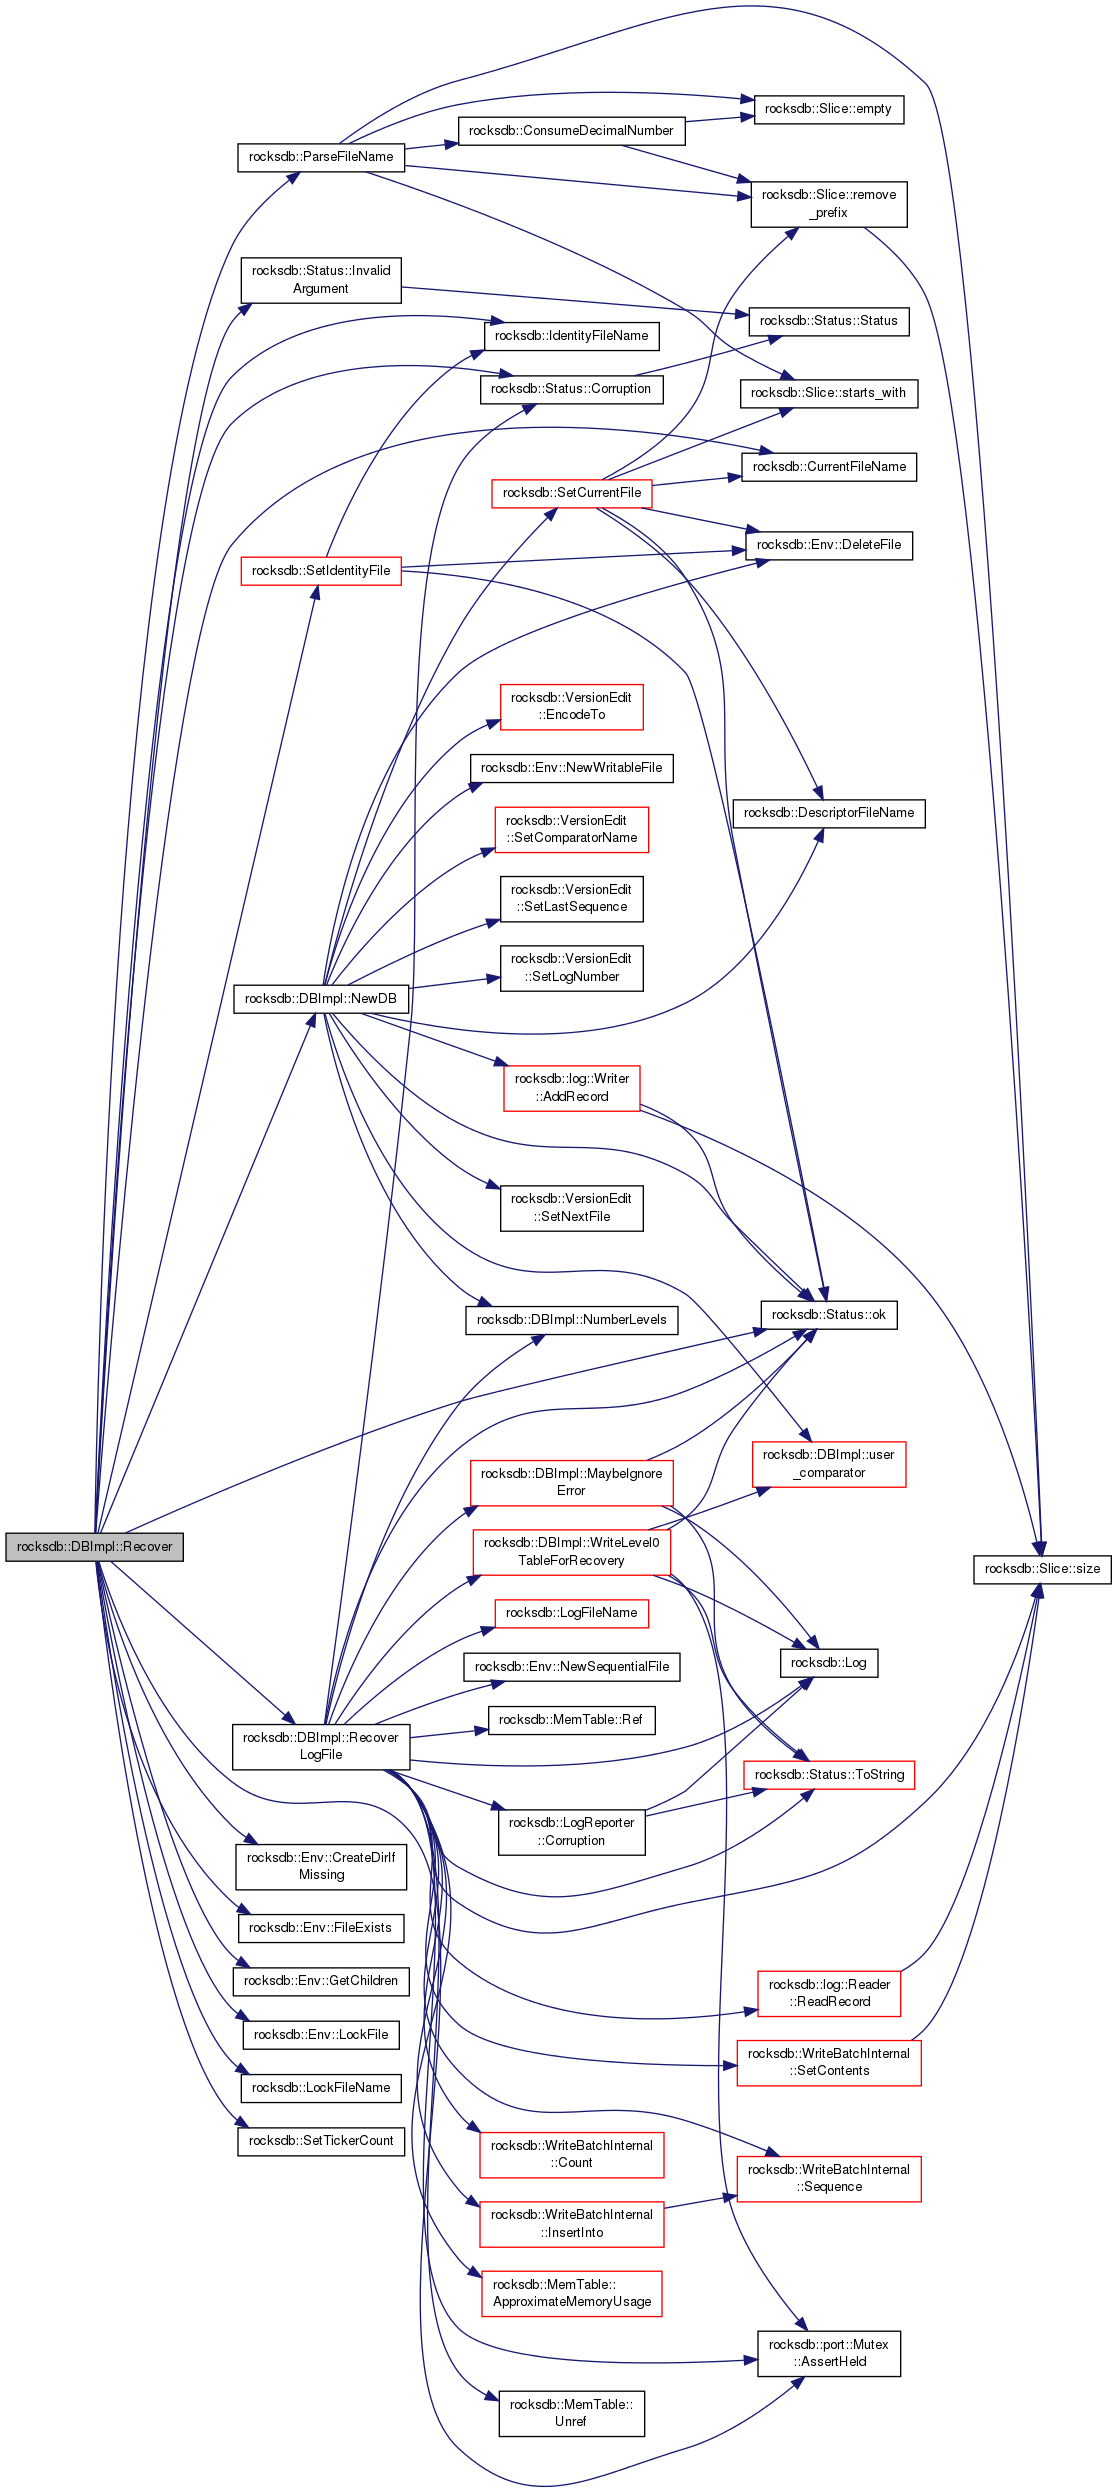 rocksdb::Slice::empty
rocksdb::ConsumeDecimalNumber
rocksdb::ParseFileName
rocksdb::Slice::remove
_prefix
rocksdb::Status::Invalid
Argument
rocksdb::Status::Status
rocksdb::IdentityFileName
rocksdb::Status::Corruption
rocksdb::Slice::starts_with
rocksdb::CurrentFileName
rocksdb::SetCurrentFile
rocksdb::Env::DeleteFile
rocksdb::SetIdentityFile
rocksdb::VersionEdit
::EncodeTo
rocksdb::Env::NewWritableFile
rocksdb::DescriptorFileName
rocksdb::VersionEdit
::SetComparatorName
rocksdb::VersionEdit
::SetLastSequence
rocksdb::VersionEdit
::SetLogNumber
rocksdb::DBImpl::NewDB
rocksdb::log::Writer
::AddRecord
rocksdb::VersionEdit
::SetNextFile
rocksdb::Status::ok
rocksdb::DBImpl::NumberLevels
rocksdb::DBImpl::user
_comparator
rocksdb::DBImpl::MaybeIgnore
Error
rocksdb::DBImpl::Recover
rocksdb::DBImpl::WriteLevel0
TableForRecovery
rocksdb::Slice::size
rocksdb::LogFileName
rocksdb::Env::NewSequentialFile
rocksdb::Log
rocksdb::MemTable::Ref
rocksdb::DBImpl::Recover
LogFile
rocksdb::Status::ToString
rocksdb::LogReporter
::Corruption
rocksdb::Env::CreateDirIf
Missing
rocksdb::Env::FileExists
rocksdb::Env::GetChildren
rocksdb::log::Reader
::ReadRecord
rocksdb::Env::LockFile
rocksdb::WriteBatchInternal
::SetContents
rocksdb::LockFileName
rocksdb::SetTickerCount
rocksdb::WriteBatchInternal
::Count
rocksdb::WriteBatchInternal
::Sequence
rocksdb::WriteBatchInternal
::InsertInto
rocksdb::MemTable::
ApproximateMemoryUsage
rocksdb::port::Mutex
::AssertHeld
rocksdb::MemTable::
Unref